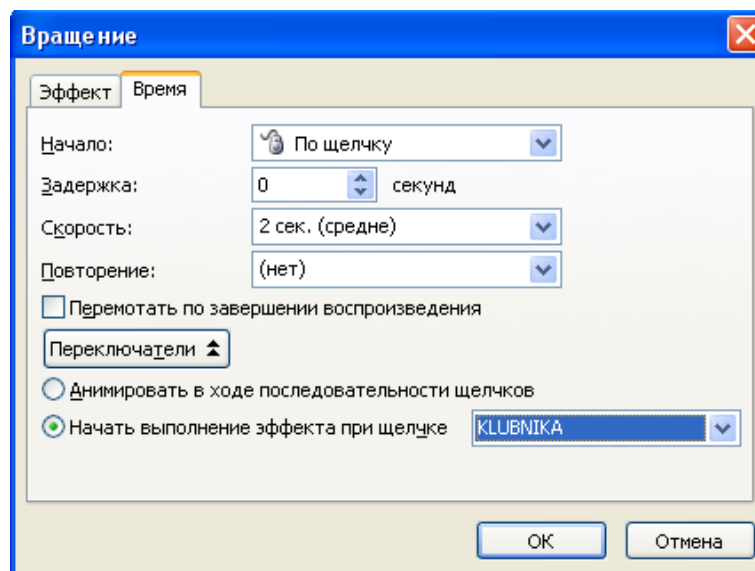 Вращение
Эффект Время
Начало: По щелчку
Задержка: 0 секунд
Скорость: 2 сек. (средне)
Повторение: (нет)
Перемотать по завершении воспроизведения
Переключатели
Анимировать в ходе последовательности щелчков
Начать выполнение эффекта при щелчке KLUBNIKA
ОК Отмена